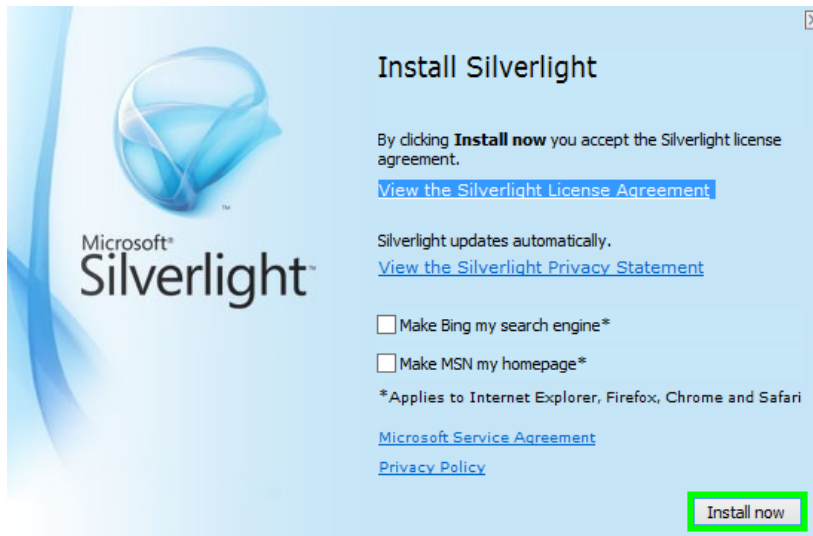 Install Silverlight
By clicking Install now you accept the Silverlight license
agreement.
View the Silverlight License Agreement
Silverlight updates automatically.
View the Silverlight Privacy Statement
Make Bing my search engine*
Make MSN my homepage*
*Applies to Internet Explorer, Firefox, Chrome and Safari
Microsoft Service Agreement
Privacy Policy
Install now
TM
Microsoft®
Silverlight™